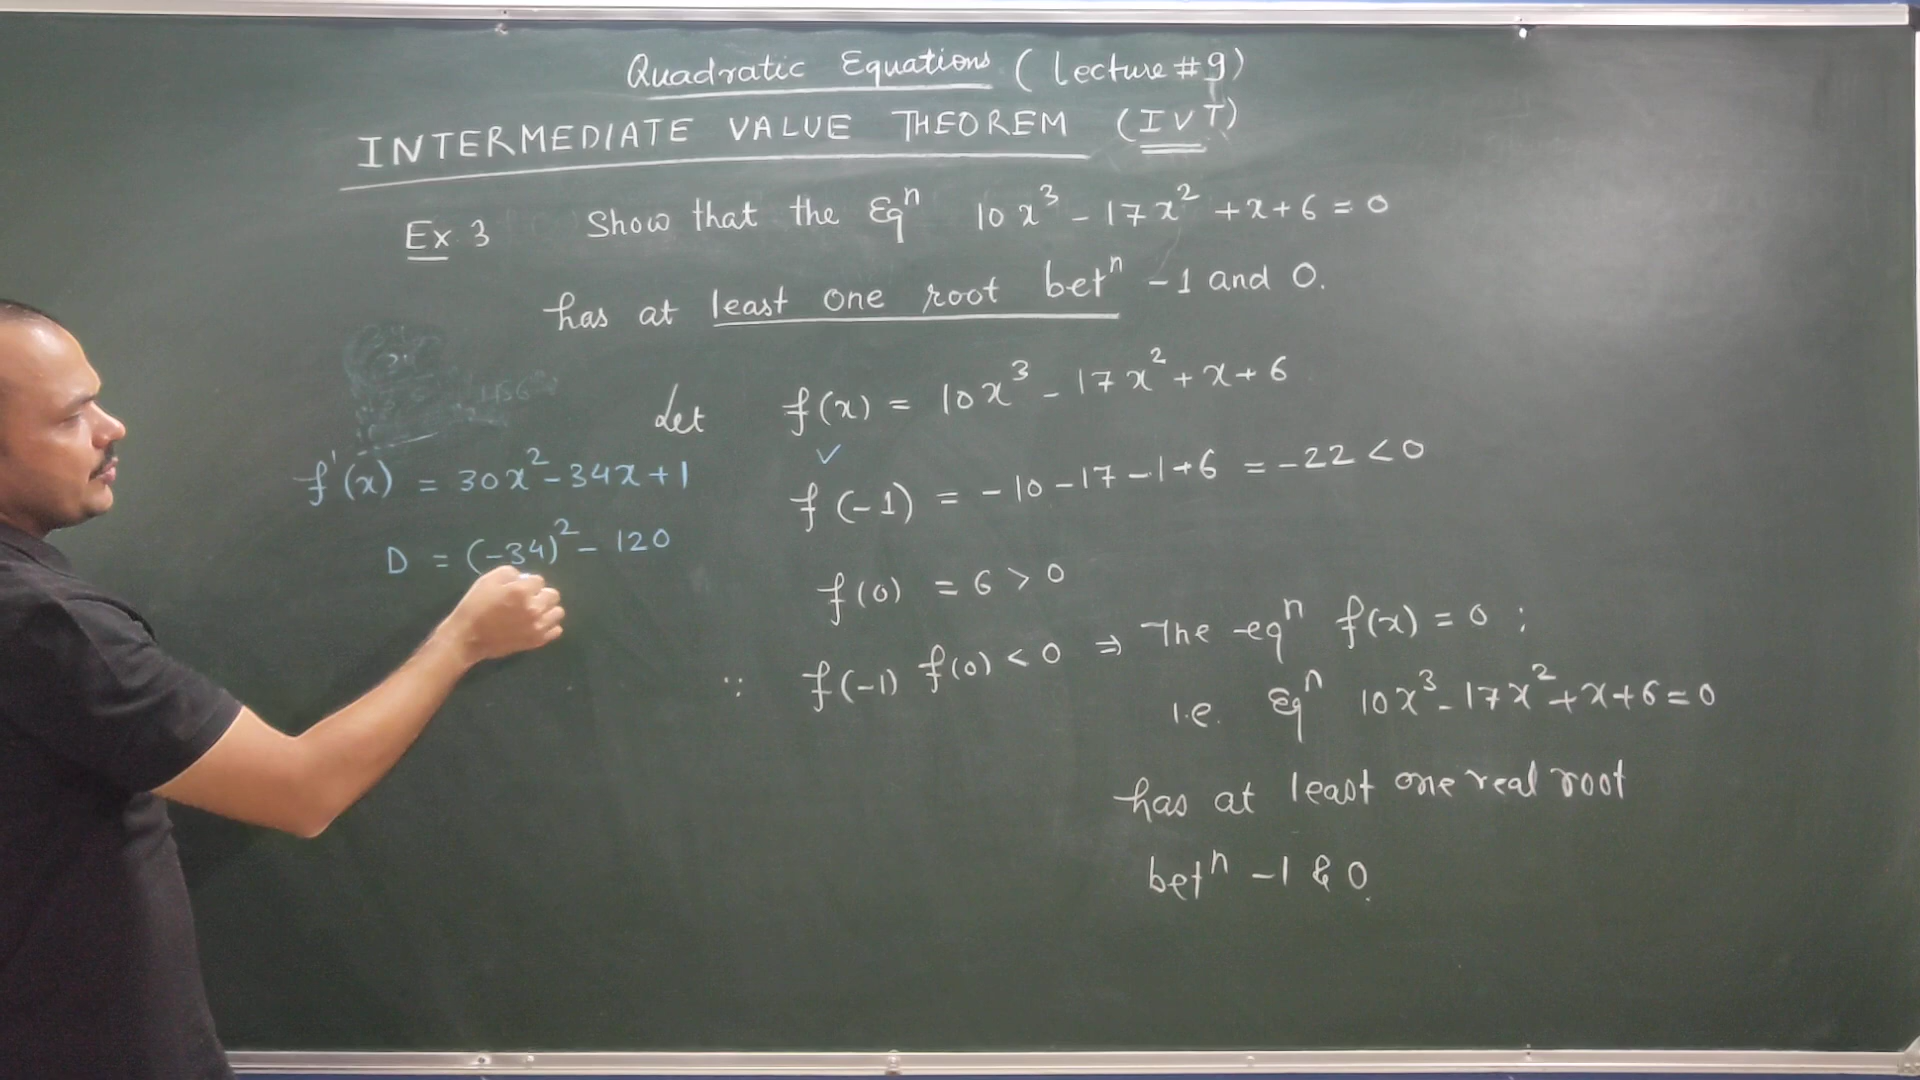 Quadratic Equations (Lecture #9)
INTERMEDIATE VALUE THEOREM (IVT)
Ex 3 Show that the Eqⁿ 10x³ - 17x² + x + 6 = 0
has at least one root betⁿ -1 and 0.
Let f(x) = 10x³ - 17x² + x + 6
f'(x) = 30x² - 34x + 1
D = (-34)² - 120
✓
f(-1) = -10 - 17 - 1 + 6 = -22 < 0
f(0) = 6 > 0
∵ f(-1) f(0) < 0 ⇒ The eqⁿ f(x) = 0 ;
i.e. Eqⁿ 10x³ - 17x² + x + 6 = 0
has at least one real root
betⁿ -1 & 0.